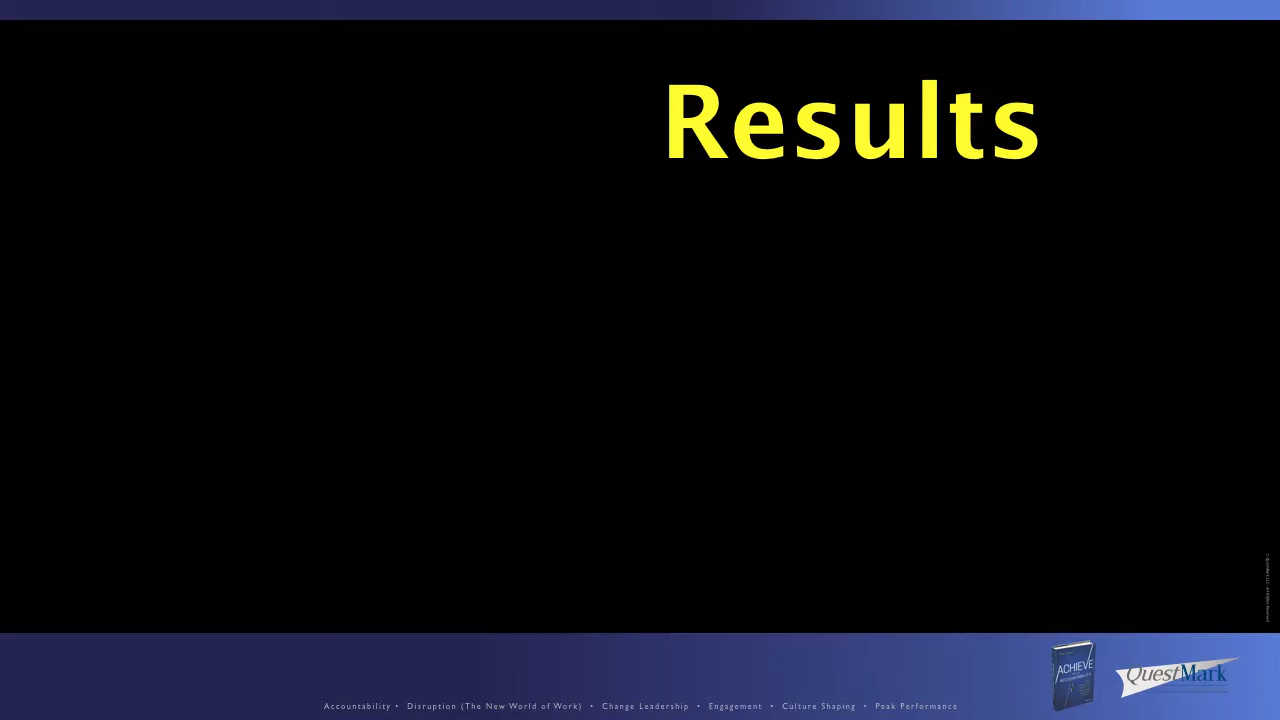 Results
ACHIEVE
QuestMark
Accountability • Disruption (The New World of Work) • Change Leadership • Engagement • Culture Shaping • Peak Performance